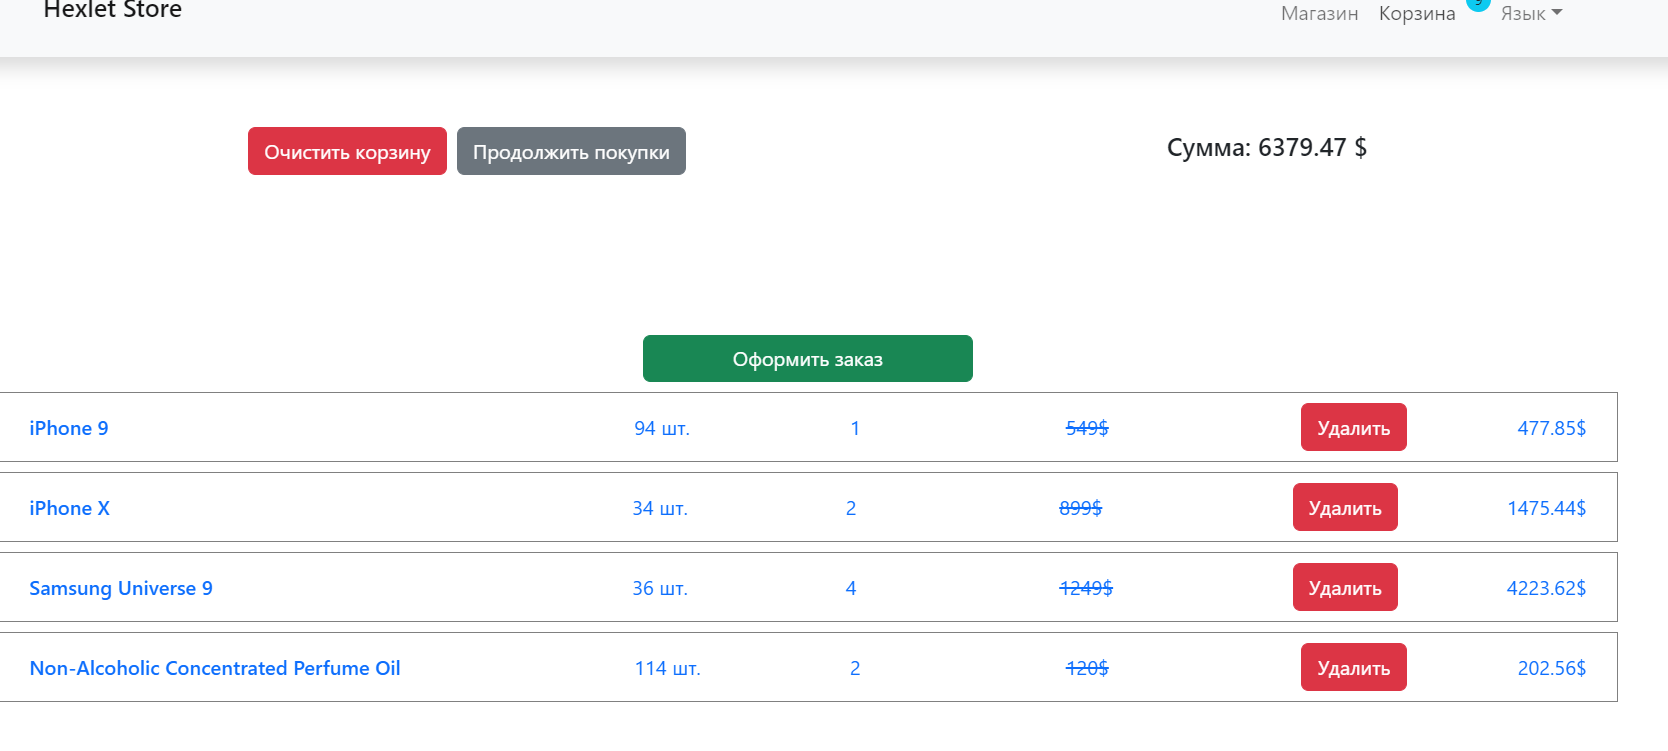 Hexlet Store
Магазин Корзина 9 Язык
Очистить корзину Продолжить покупки Сумма: 6379.47 $
Оформить заказ
iPhone 9 94 шт. 1 549$ Удалить 477.85$
iPhone X 34 шт. 2 899$ Удалить 1475.44$
Samsung Universe 9 36 шт. 4 1249$ Удалить 4223.62$
Non-Alcoholic Concentrated Perfume Oil 114 шт. 2 120$ Удалить 202.56$